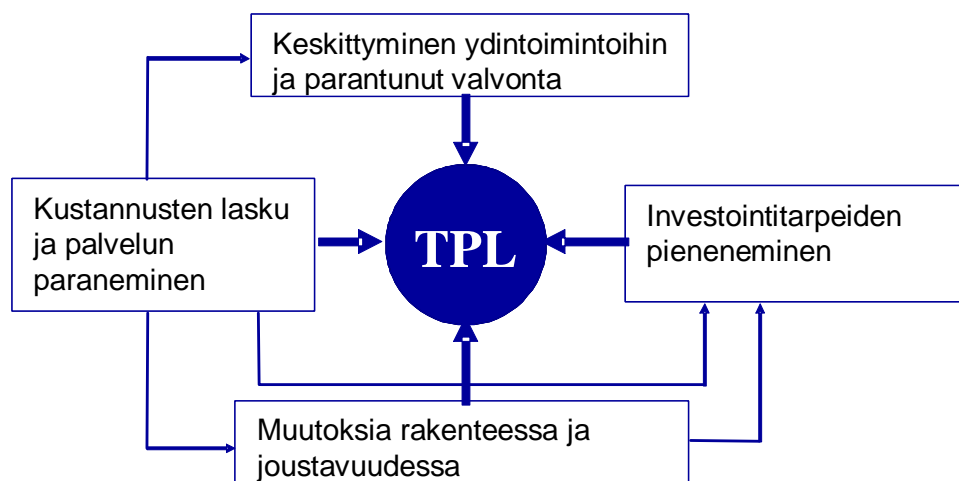 Keskittyminen ydintoimintoihin
ja parantunut valvonta
Kustannusten lasku
ja palvelun
paraneminen
TPL
Investointitarpeiden
pieneneminen
Muutoksia rakenteessa ja
joustavuudessa